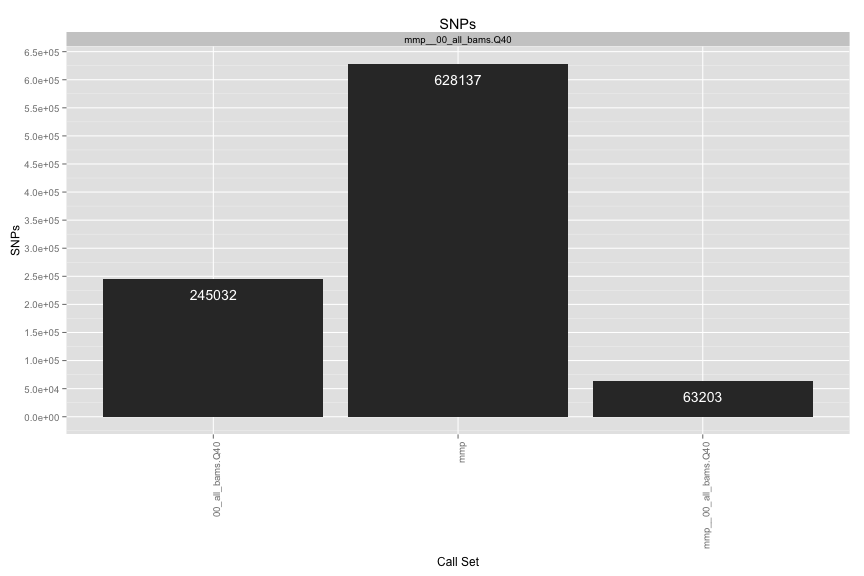 SNPs
mmp__00_all_bams.Q40
6.5e+05
6.0e+05
5.5e+05
5.0e+05
4.5e+05
4.0e+05
3.5e+05
3.0e+05
2.5e+05
2.0e+05
1.5e+05
1.0e+05
5.0e+04
0.0e+00
SNPs
245032
628137
63203
00_all_bams.Q40
mmp
mmp__00_all_bams.Q40
Call Set